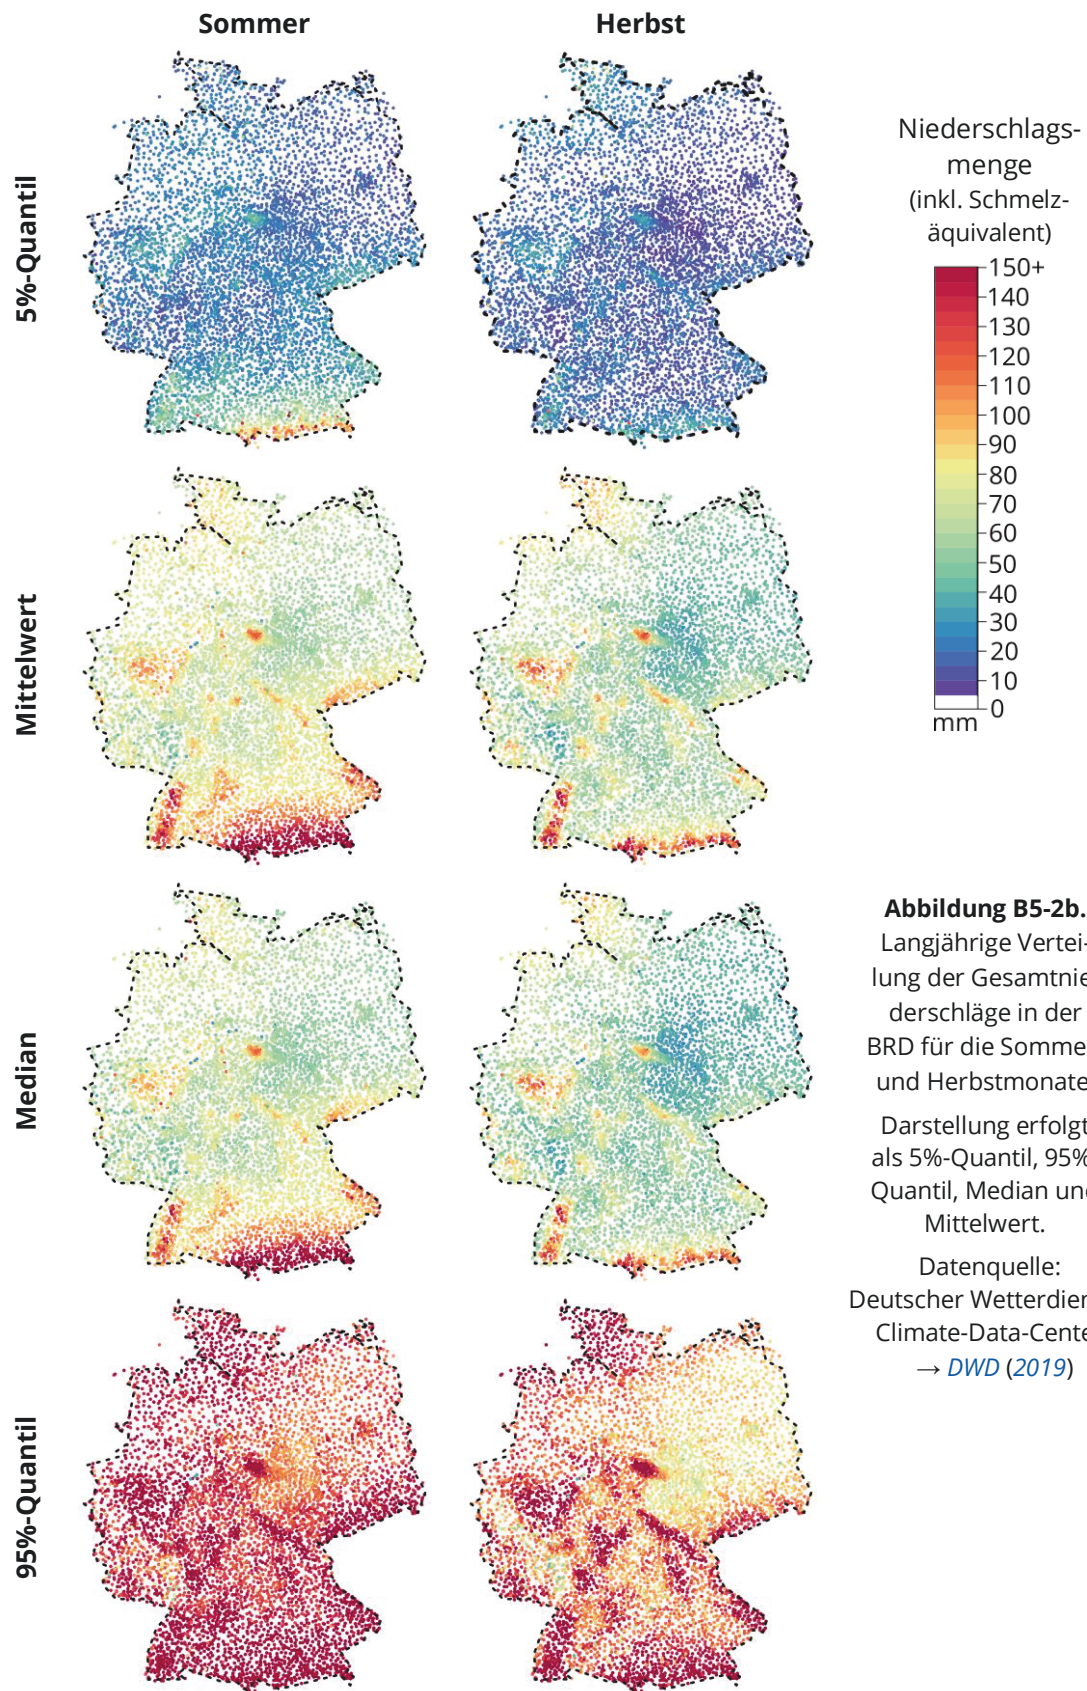 Sommer
Herbst
5%-Quantil
Mittelwert
Median
95%-Quantil
Niederschlags-
menge
(inkl. Schmelz-
äquivalent)
150+
140
130
120
110
100
90
80
70
60
50
40
30
20
10
0
mm
Abbildung B5-2b.
Langjährige Vertei-
lung der Gesamtnie
derschläge in der
BRD für die Somme
und Herbstmonate
Darstellung erfolgt
als 5%-Quantil, 95%
Quantil, Median und
Mittelwert.
Datenquelle:
Deutscher Wetterdien
Climate-Data-Cente
→ DWD (2019)